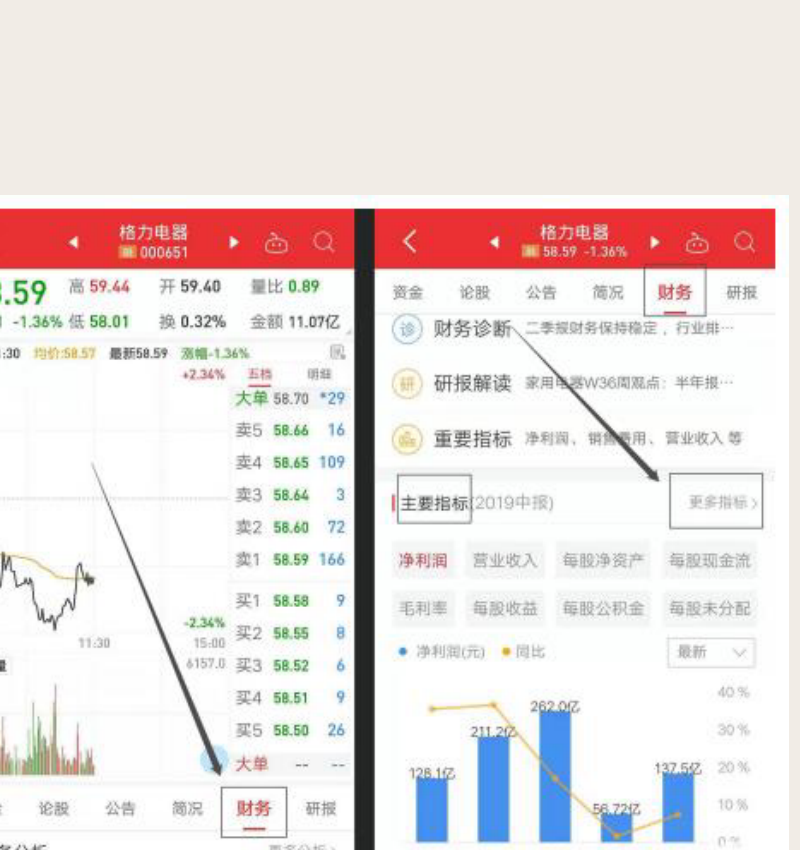 格力电器
000651
.59
高 59.44
开 59.40
量比 0.89
-1.36%
低 58.01
换 0.32%
金额 11.07亿
:30
均价:58.57
最新58.59
涨幅-1.36%
+2.34%
五档
明细
大单 58.70 *29
卖5 58.66 16
卖4 58.65 109
卖3 58.64 3
卖2 58.60 72
卖1 58.59 166
买1 58.58 9
-2.34%
买2 58.55 8
11:30
15:00
6157.0
买3 58.52 6
买4 58.51 9
买5 58.50 26
大单 -- --
论股
公告
简况
财务
研报
格力电器
58.59 -1.36%
资金
论股
公告
简况
财务
研报
诊 财务诊断 二季报财务保持稳定，行业排…
研 研报解读 家用电器W36周观点：半年报…
重要指标 净利润、销售费用、营业收入 等
主要指标(2019中报)
更多指标 >
净利润
营业收入
每股净资产
每股现金流
毛利率
每股收益
每股公积金
每股未分配
净利润(元)
同比
最新
40 %
30 %
20 %
10 %
0 %
128.1亿
211.2亿
262.0亿
56.72亿
137.5亿